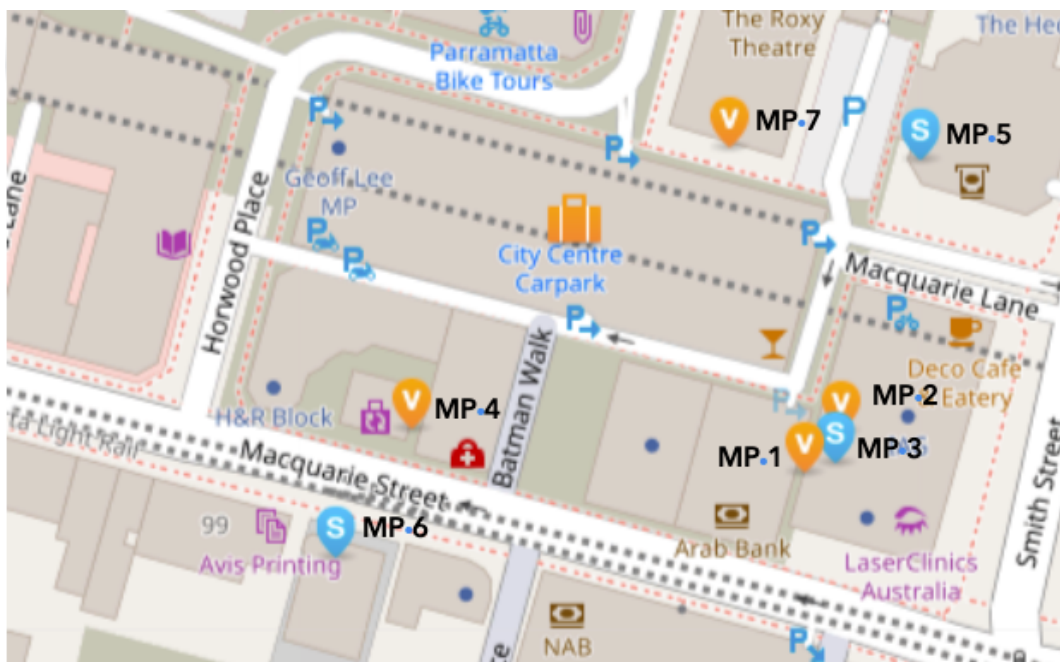 The Roxy
Theatre
The He
Parramatta
Bike Tours
V
MP.7
P
S
MP.5
P
P
Geoff Lee
MP
Lane
Horwood Place
P
P
City Centre
Carpark
P
Macquarie Lane
P
P
Deco Cafe
Eatery
V
MP.2
V
MP.4
H&R Block
Batman Walk
P
V
MP.1
S
MP.3
Smith Street
ta Light Rail
Macquarie Street
99
Avis Printing
S
MP.6
Arab Bank
LaserClinics
Australia
NAB
P